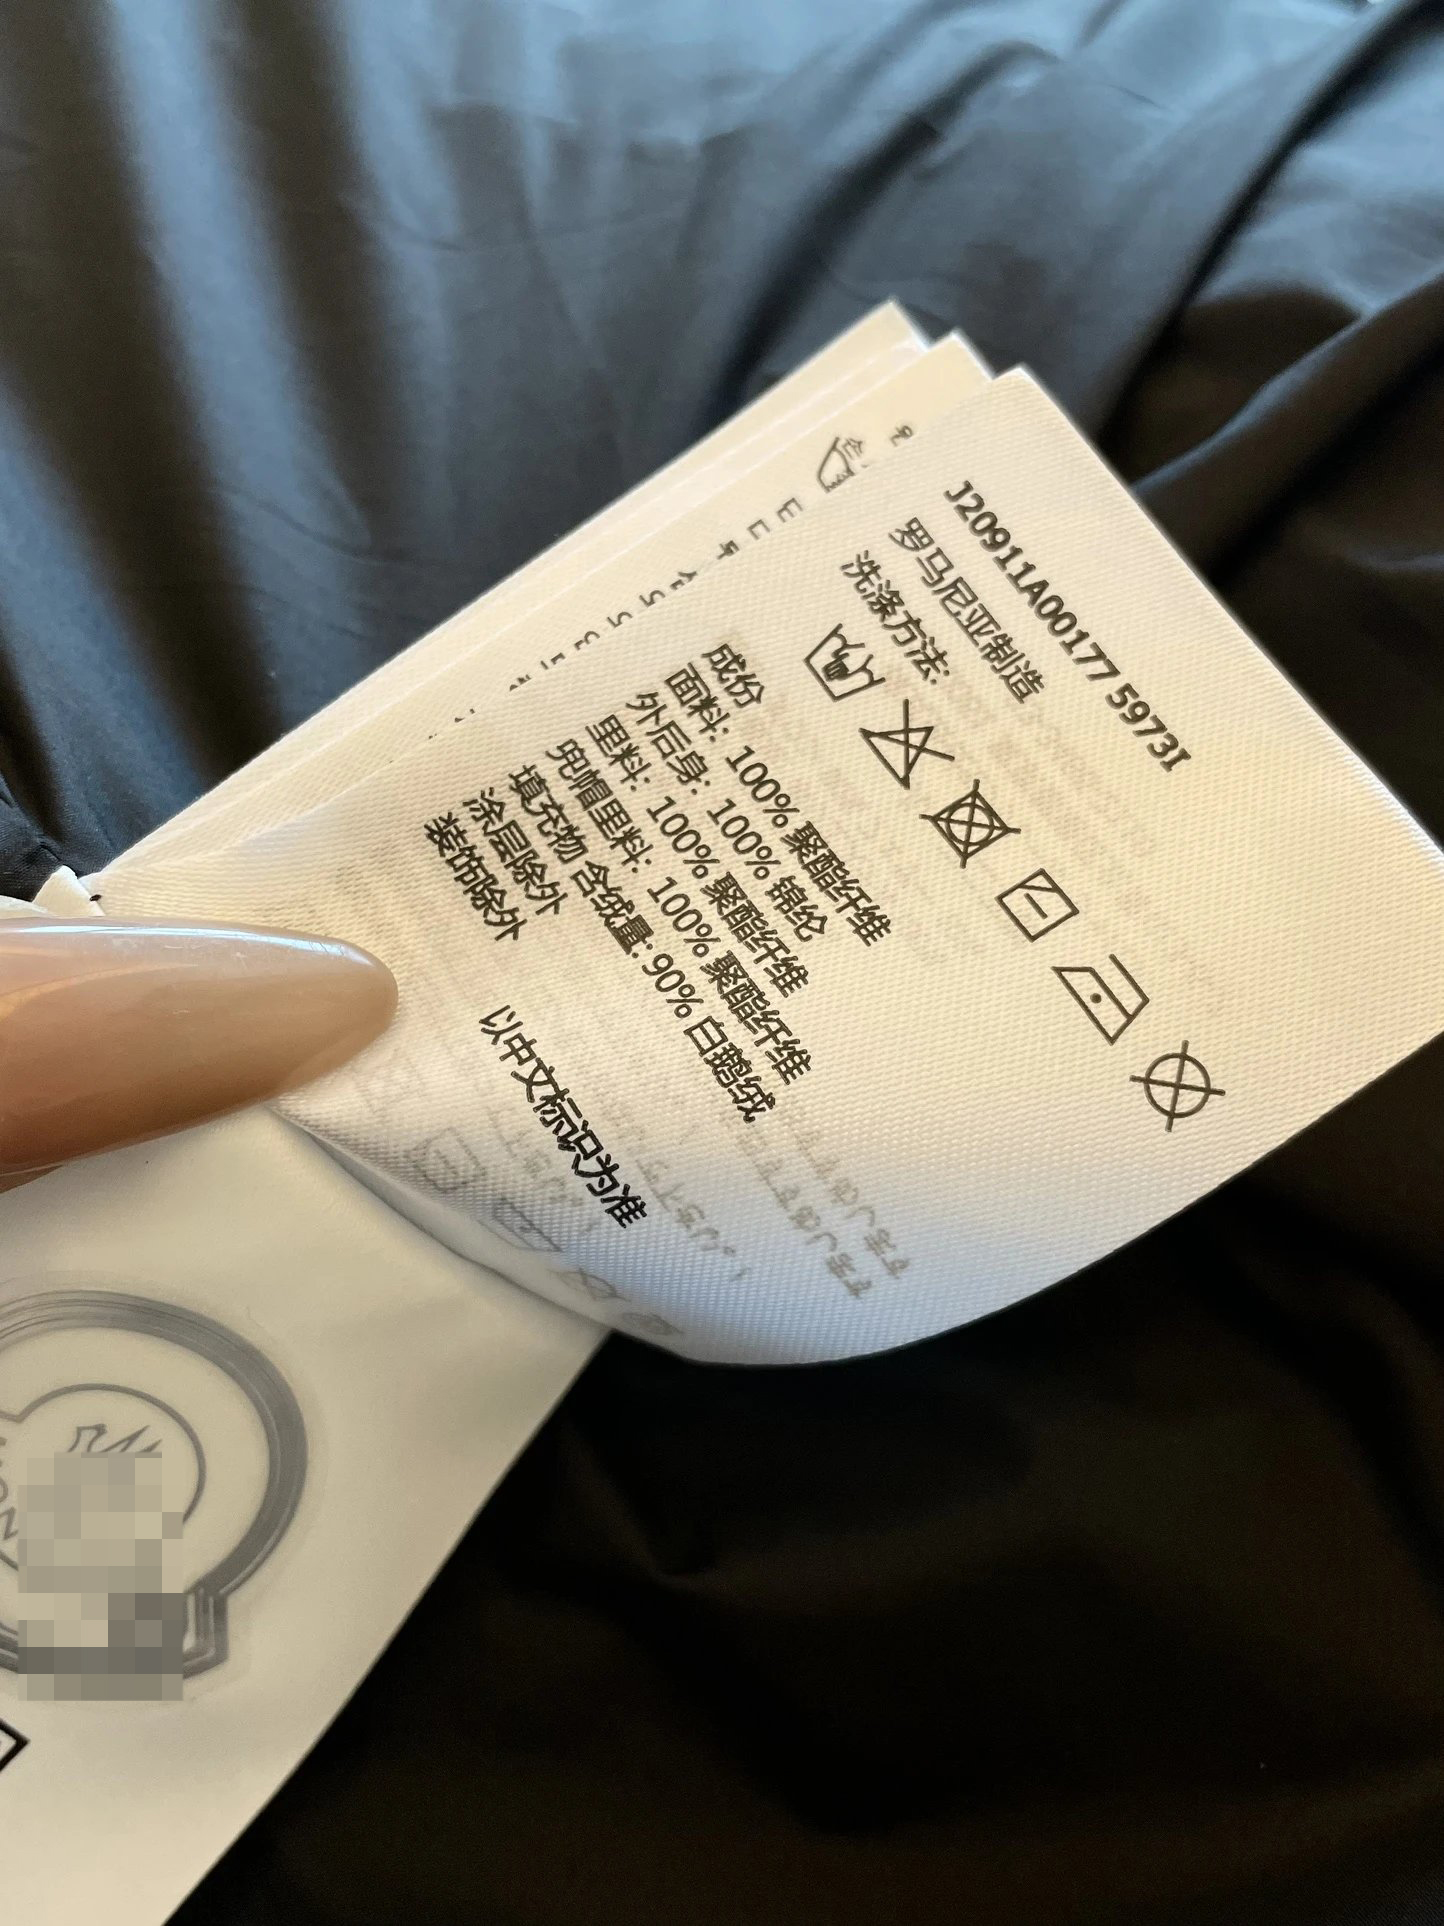 J20911A00177 5973I
罗马尼亚制造
洗涤方法:
成份
面料: 100% 聚酯纤维
外后身: 100% 锦纶
里料: 100% 聚酯纤维
兜帽里料: 100% 聚酯纤维
填充物 含绒量: 90% 白鹅绒
涂层除外
装饰除外
以中文标识为准